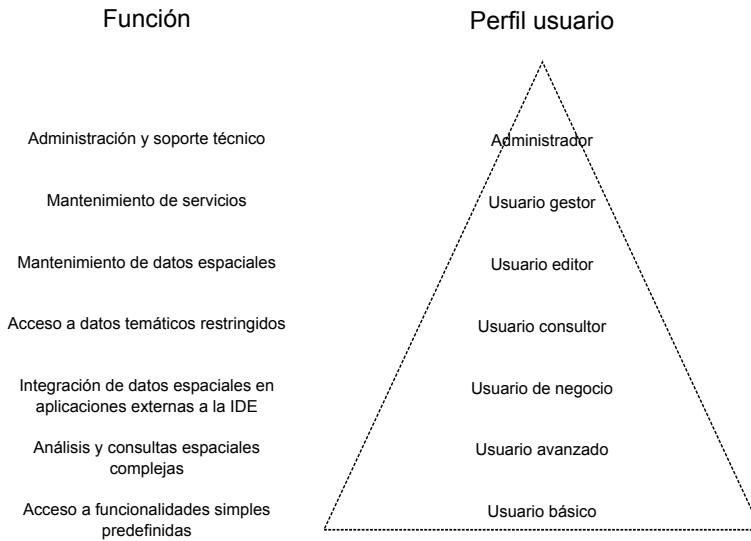 Función
Perfil usuario
Administración y soporte técnico
Administrador
Mantenimiento de servicios
Usuario gestor
Mantenimiento de datos espaciales
Usuario editor
Acceso a datos temáticos restringidos
Usuario consultor
Integración de datos espaciales en
aplicaciones externas a la IDE
Usuario de negocio
Análisis y consultas espaciales
complejas
Usuario avanzado
Acceso a funcionalidades simples
predefinidas
Usuario básico